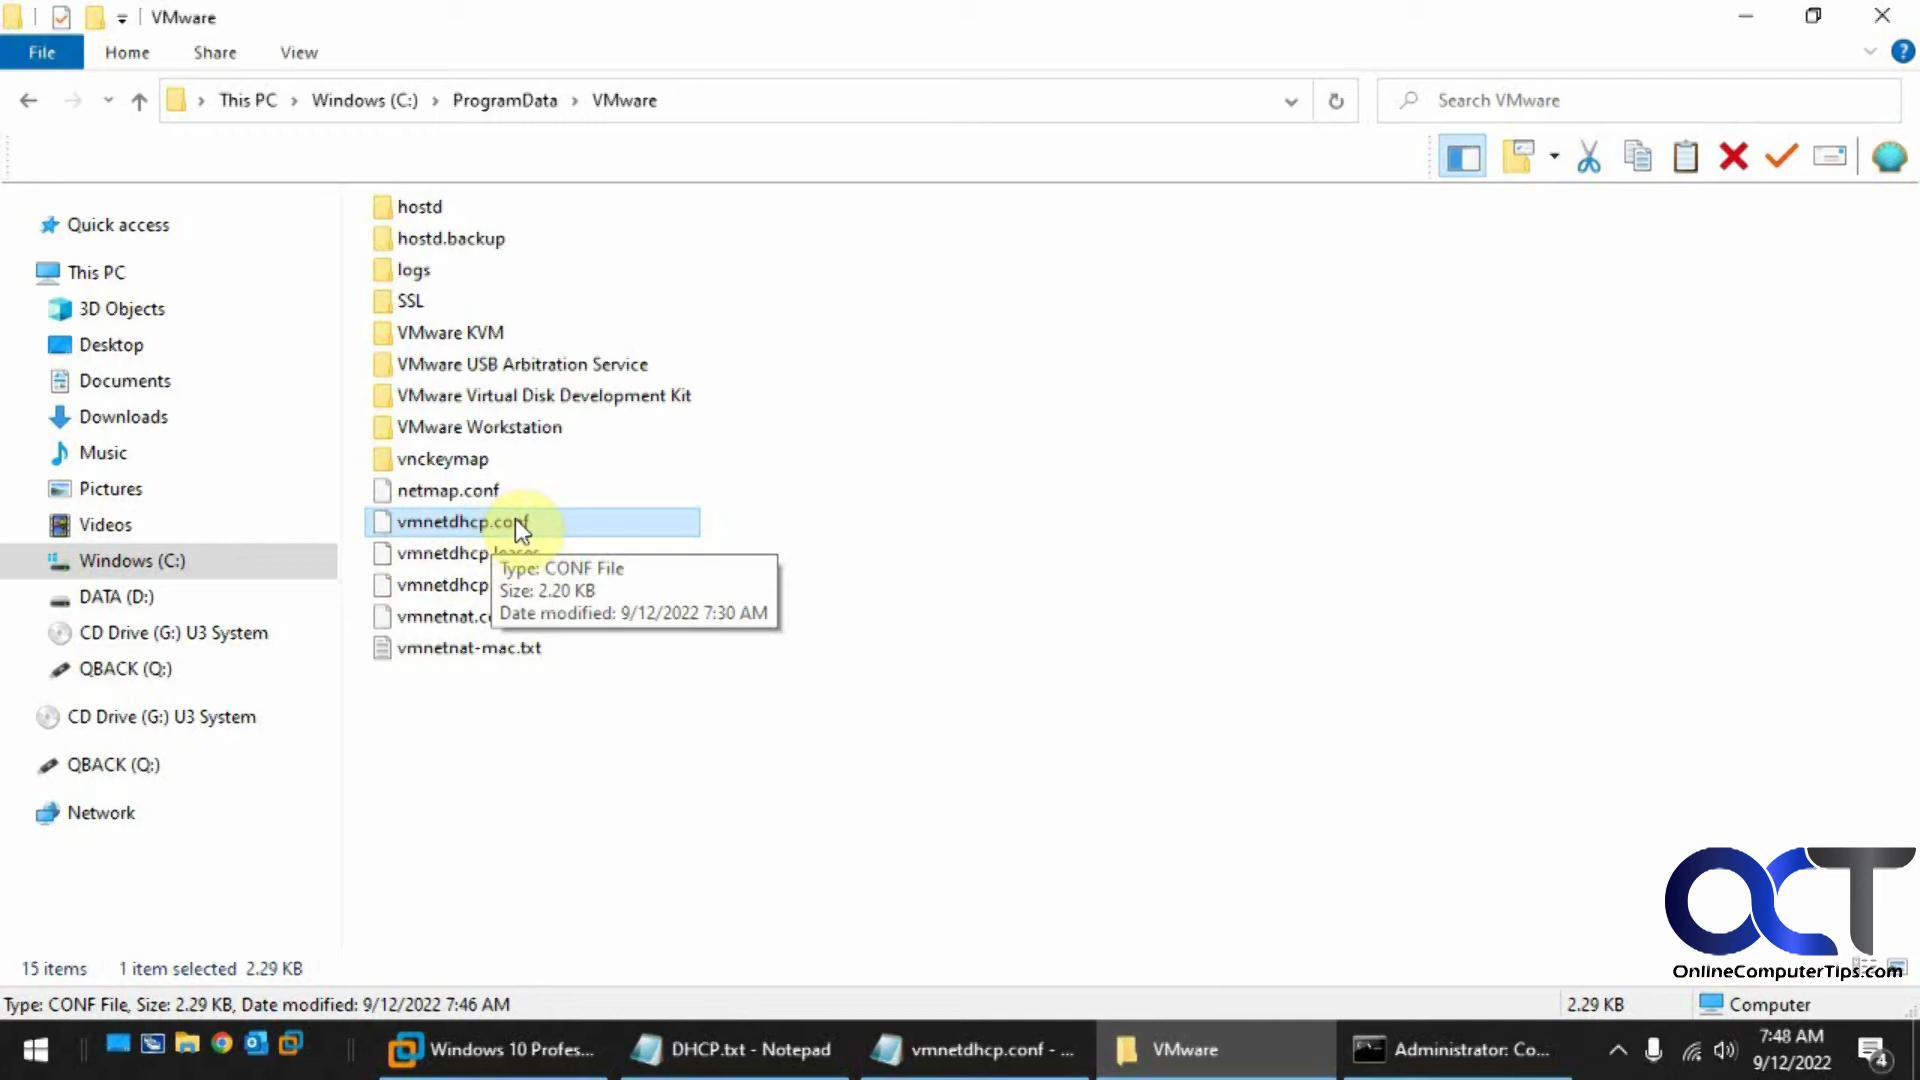 VMware
File Home Share View
This PC Windows (C:) ProgramData VMware
Search VMware
Quick access
This PC
3D Objects
Desktop
Documents
Downloads
Music
Pictures
Videos
Windows (C:)
DATA (D:)
CD Drive (G:) U3 System
QBACK (Q:)
CD Drive (G:) U3 System
QBACK (Q:)
Network
hostd
hostd.backup
logs
SSL
VMware KVM
VMware USB Arbitration Service
VMware Virtual Disk Development Kit
VMware Workstation
vnckeymap
netmap.conf
vmnetdhcp.conf
vmnetdhcp.leases
vmnetdhcp
vmnetnat.co
vmnetnat-mac.txt
Type: CONF File
Size: 2.20 KB
Date modified: 9/12/2022 7:30 AM
OCT
OnlineComputerTips.com
15 items 1 item selected 2.29 KB
Type: CONF File, Size: 2.29 KB, Date modified: 9/12/2022 7:46 AM
2.29 KB
Computer
Windows 10 Profes...
DHCP.txt - Notepad
vmnetdhcp.conf - ...
VMware
Administrator: Co...
7:48 AM
9/12/2022
4